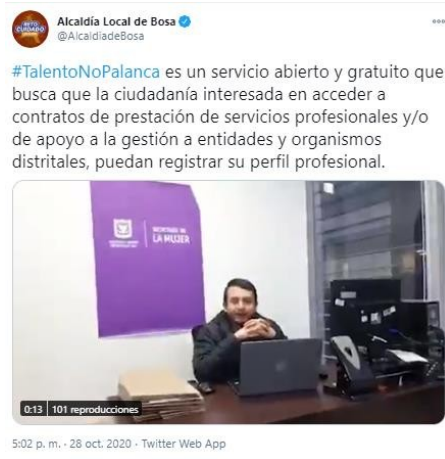 Alcaldía Local de Bosa
@AlcaldiadeBosa
#TalentoNoPalanca es un servicio abierto y gratuito que
busca que la ciudadanía interesada en acceder a
contratos de prestación de servicios profesionales y/o
de apoyo a la gestión a entidades y organismos
distritales, puedan registrar su perfil profesional.
LA MUJER
0:13 101 reproducciones
5:02 p. m. · 28 oct. 2020 · Twitter Web App